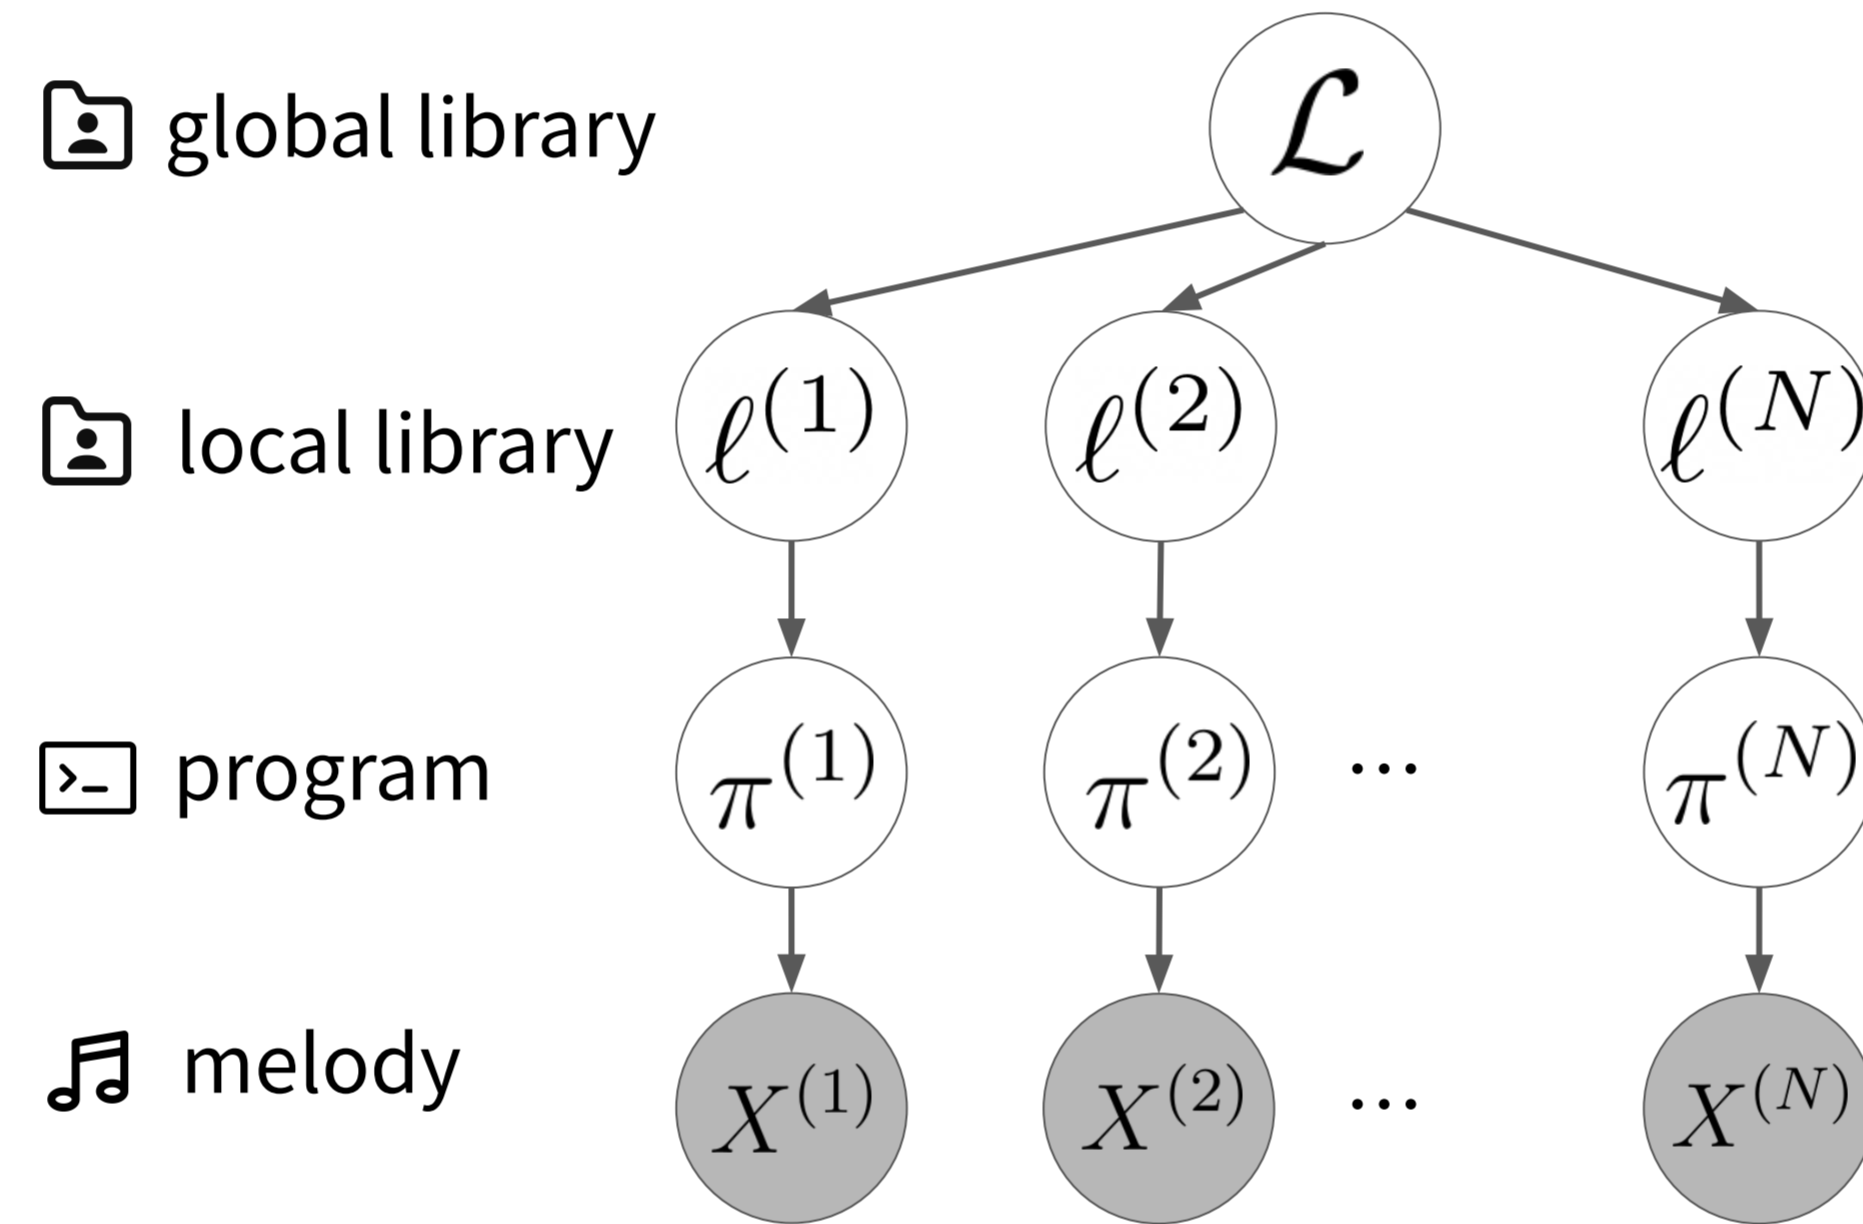 global library ℒ
local library ℓ^(1) ℓ^(2) ℓ^(N)
>_ program π^(1) π^(2) ... π^(N)
melody X^(1) X^(2) ... X^(N)